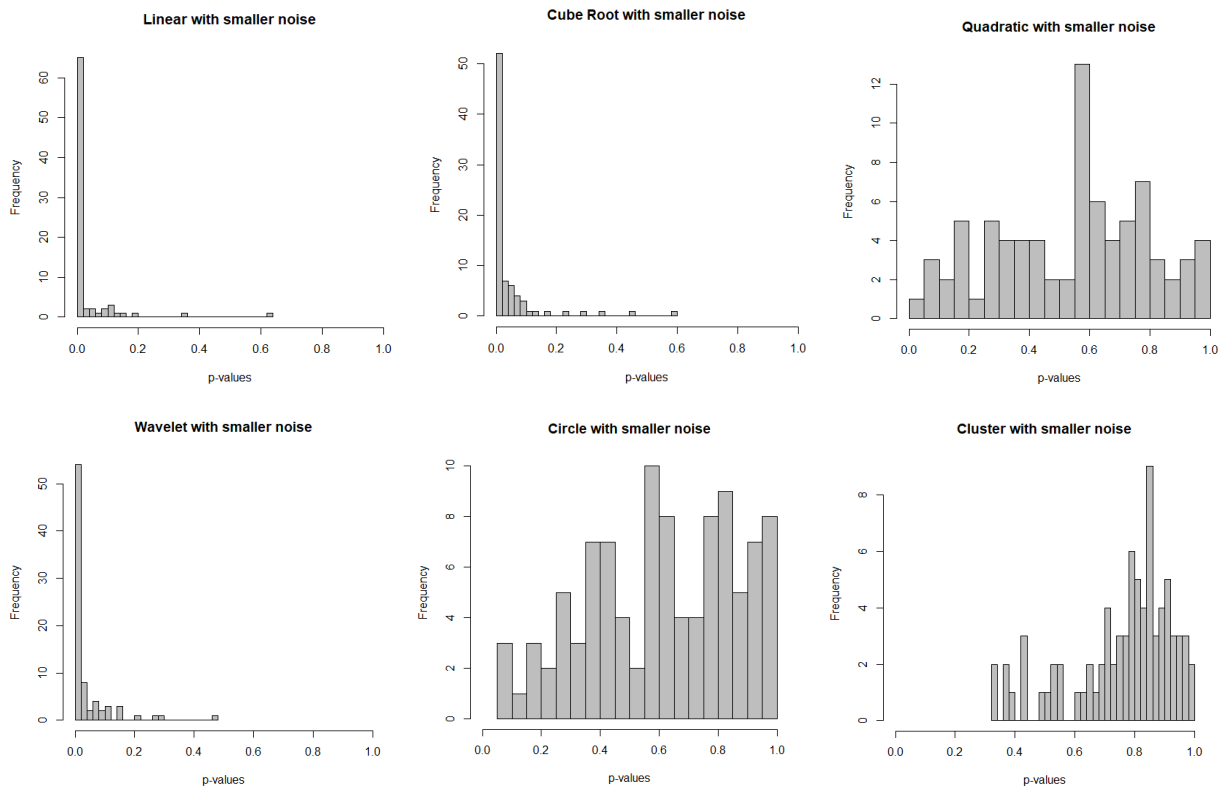 Linear with smaller noise
Frequency
0 10 20 30 40 50 60
0.0 0.2 0.4 0.6 0.8 1.0
p-values
Cube Root with smaller noise
Frequency
0 10 20 30 40 50
0.0 0.2 0.4 0.6 0.8 1.0
p-values
Quadratic with smaller noise
Frequency
0 2 4 6 8 10 12
0.0 0.2 0.4 0.6 0.8 1.0
p-values
Wavelet with smaller noise
Frequency
0 10 20 30 40 50
0.0 0.2 0.4 0.6 0.8 1.0
p-values
Circle with smaller noise
Frequency
0 2 4 6 8 10
0.0 0.2 0.4 0.6 0.8 1.0
p-values
Cluster with smaller noise
Frequency
0 2 4 6 8
0.0 0.2 0.4 0.6 0.8 1.0
p-values